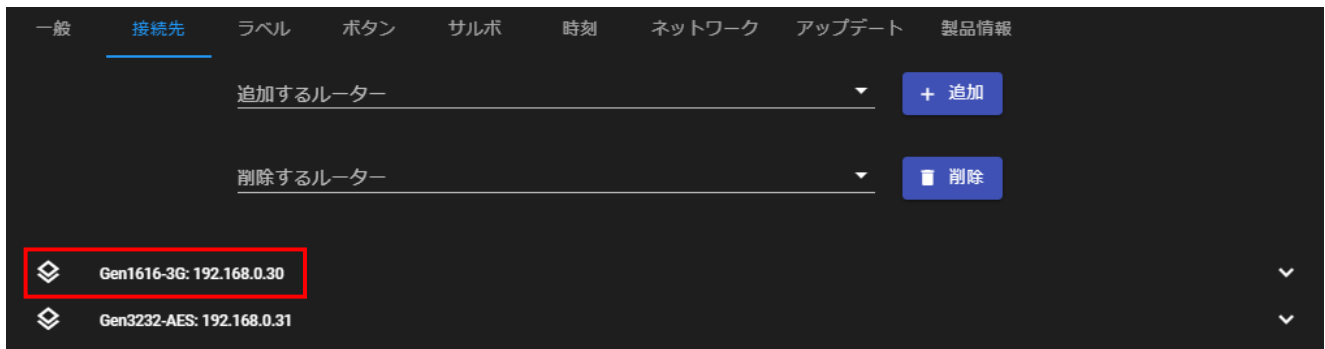 一般 接続先 ラベル ボタン サルボ 時刻 ネットワーク アップデート 製品情報
追加するルーター + 追加
削除するルーター 削除
Gen1616-3G: 192.168.0.30
Gen3232-AES: 192.168.0.31